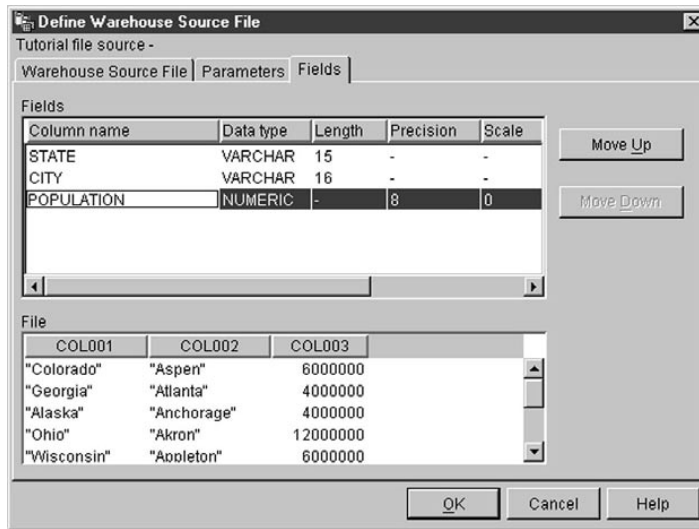 Define Warehouse Source File
Tutorial file source -
Warehouse Source File Parameters Fields
Fields
Column name Data type Length Precision Scale
STATE VARCHAR 15 - -
CITY VARCHAR 16 - -
POPULATION NUMERIC - 8 0
Move Up
Move Down
File
COL001 COL002 COL003
"Colorado" "Aspen" 6000000
"Georgia" "Atlanta" 4000000
"Alaska" "Anchorage" 4000000
"Ohio" "Akron" 12000000
"Wisconsin" "Appleton" 6000000
OK Cancel Help